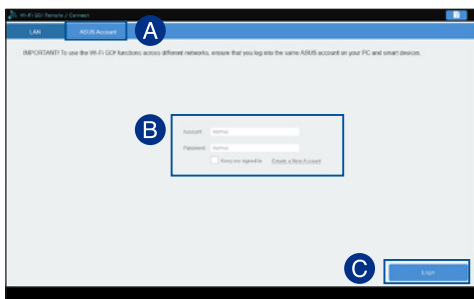 Wi-Fi GO! Remote / Connect
LAN
ASUS Account
A
IMPORTANT! To use the Wi-Fi GO! functions across different networks, ensure that you log into the same ASUS account on your PC and smart devices.
B
Account
Password
Keep me signed in Create a New Account
C
Login